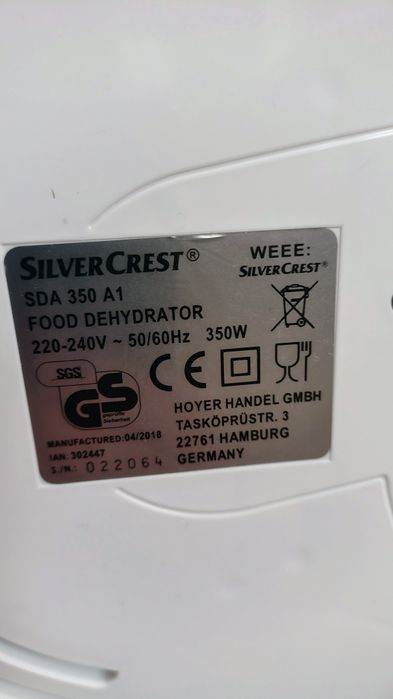 SILVERCREST®
WEEE:
SILVERCREST®
SDA 350 A1
FOOD DEHYDRATOR
220-240V ~ 50/60Hz 350W
SGS
GS
geprüfte
Sicherheit
CE
HOYER HANDEL GMBH
TASKÖPRÜSTR. 3
22761 HAMBURG
GERMANY
MANUFACTURED:04/2018
IAN: 302447
S./N.: 022064